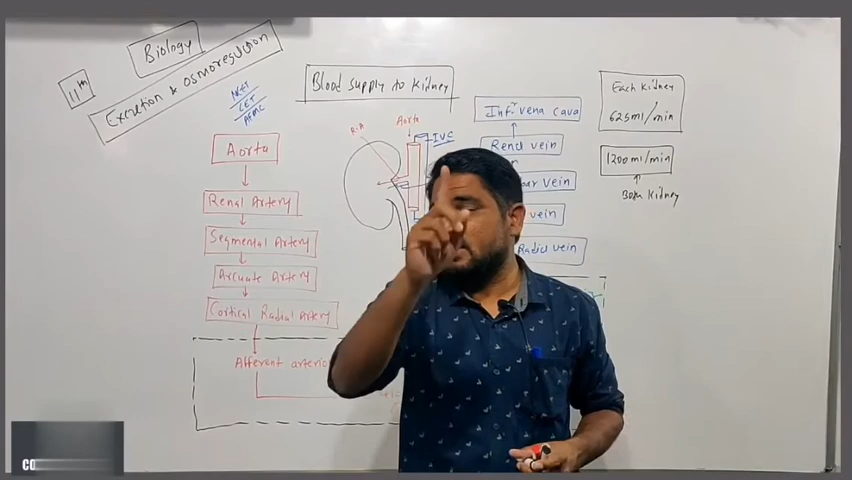 11th
Biology
Excretion & osmoregulation
NEET
CET
AFMC
Blood supply to kidney
Aorta
Renal Artery
Segmental Artery
Arcuate Artery
Cortical Radial Artery
Afferent
R.A
Aorta
IVC
Inf. vena cava
Renal vein
vein
vein
Radial vein
Each kidney
625ml/min
1200ml/min
Both kidney